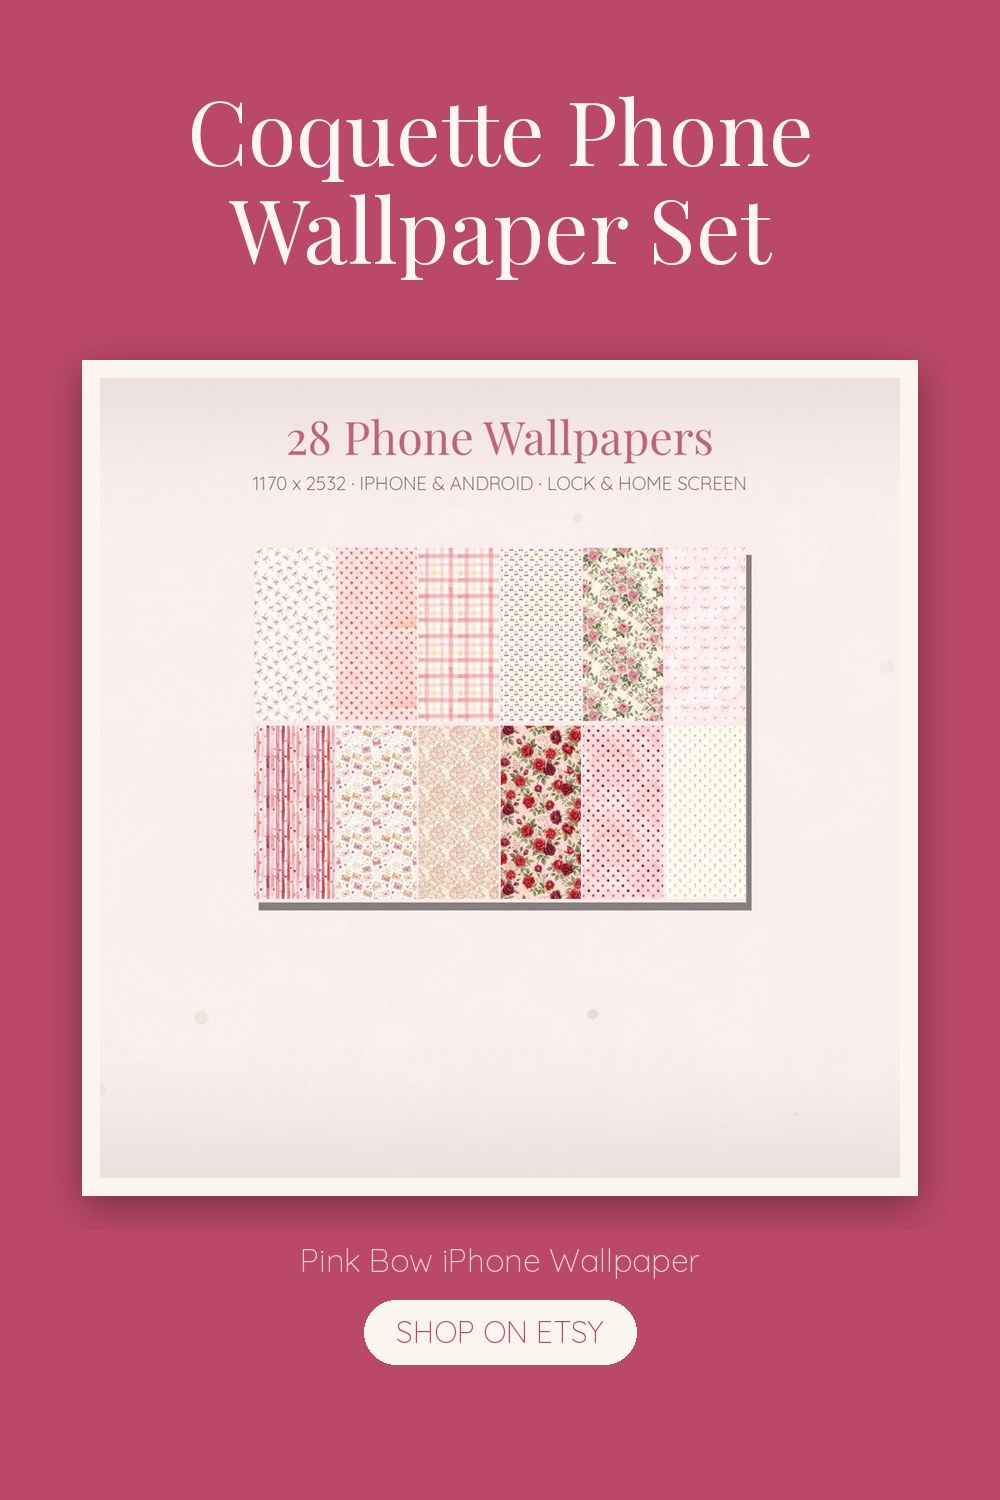 Coquette Phone
Wallpaper Set
28 Phone Wallpapers
1170 x 2532 · IPHONE & ANDROID · LOCK & HOME SCREEN
Pink Bow iPhone Wallpaper
SHOP ON ETSY